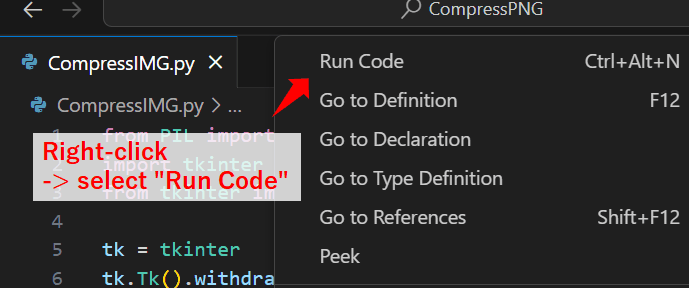 CompressPNG
CompressIMG.py
CompressIMG.py > ...
Run Code Ctrl+Alt+N
Go to Definition F12
Go to Declaration
Go to Type Definition
Go to References Shift+F12
Peek
Right-click
-> select "Run Code"
1 from PIL import
import tkinter
from tkinter im
4
5 tk = tkinter
6 tk.Tk().withdra